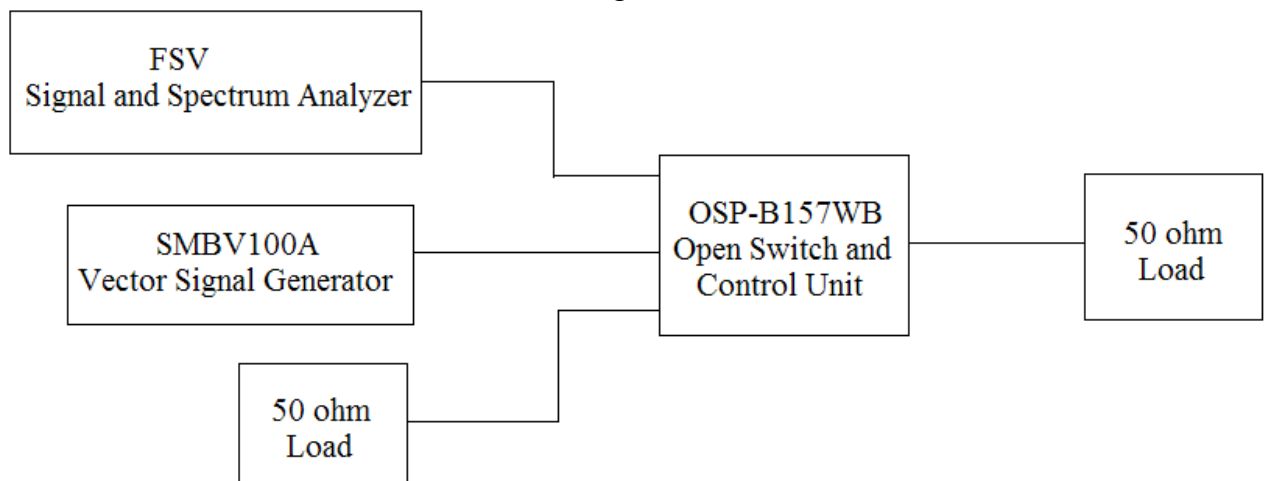 FSV
Signal and Spectrum Analyzer
SMBV100A
Vector Signal Generator
50 ohm
Load
OSP-B157WB
Open Switch and
Control Unit
50 ohm
Load